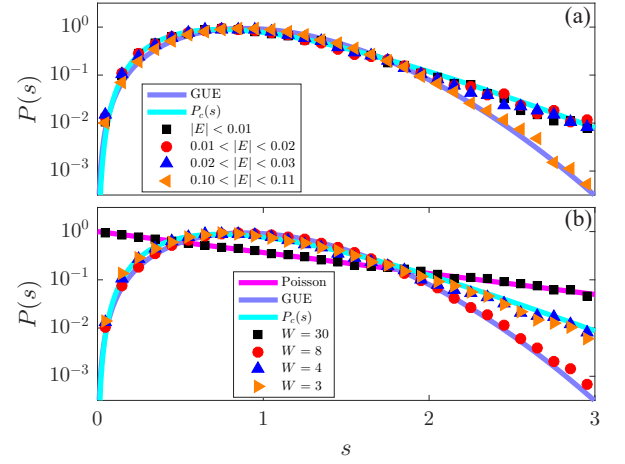 (a)
10^0
10^{-1}
10^{-2}
10^{-3}
P(s)
GUE
P_c(s)
|E| < 0.01
0.01 < |E| < 0.02
0.02 < |E| < 0.03
0.10 < |E| < 0.11
(b)
10^0
10^{-1}
10^{-2}
10^{-3}
P(s)
Poisson
GUE
P_c(s)
W = 30
W = 8
W = 4
W = 3
0 1 2 3
s